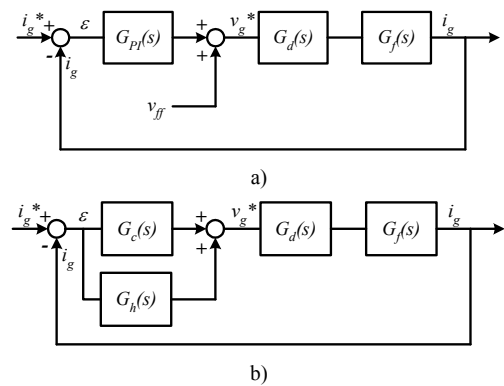 i_g* + ε G_PI(s) + v_g* G_d(s) G_f(s) i_g
- i_g +
v_ff
a)
i_g* + ε G_c(s) + v_g* G_d(s) G_f(s) i_g
- i_g +
G_h(s)
b)